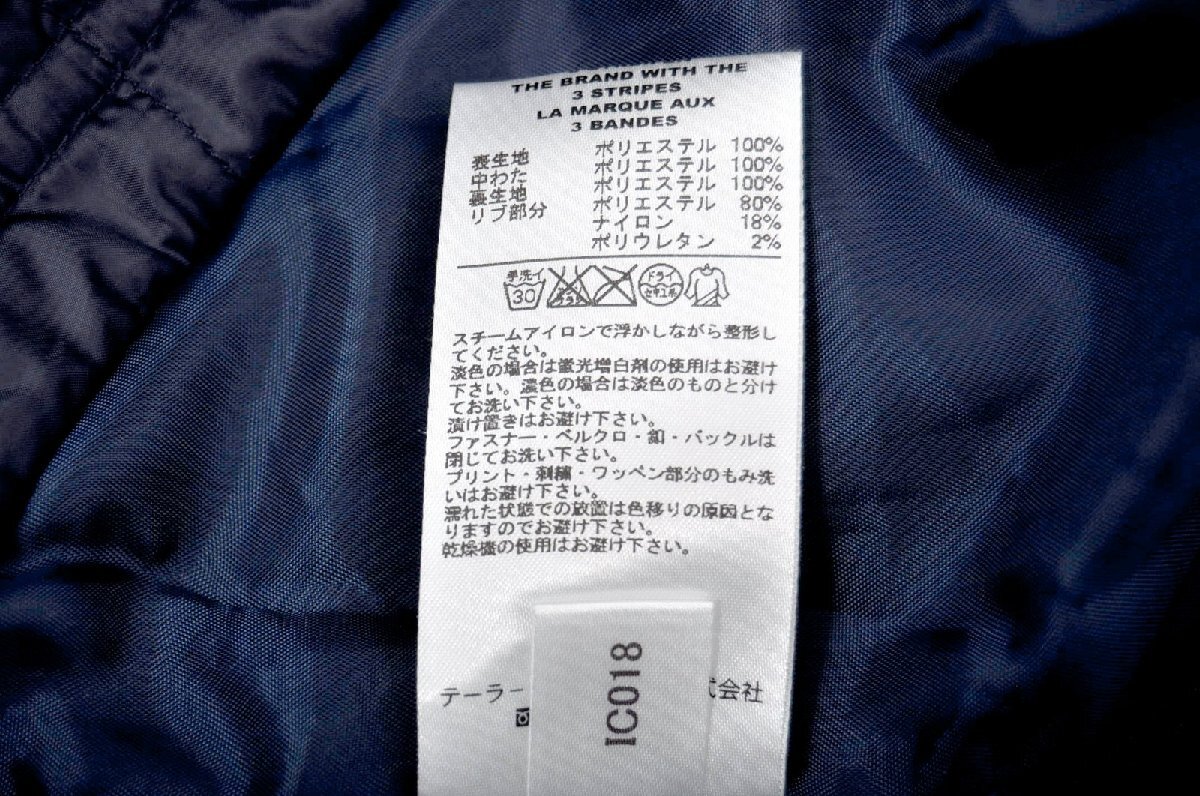 THE BRAND WITH THE
3 STRIPES
LA MARQUE AUX
3 BANDES
表生地 ポリエステル 100%
中わた ポリエステル 100%
裏生地 ポリエステル 100%
リブ部分 ポリエステル 80%
ナイロン 18%
ポリウレタン 2%
手洗イ
30
ドライ
セキユ系
スチームアイロンで浮かしながら整形し
てください。
淡色の場合は蛍光増白剤の使用はお避け
下さい。濃色の場合は淡色のものと分け
てお洗い下さい。
漬け置きはお避け下さい。
ファスナー・ベルクロ・釦・バックルは
閉じてお洗い下さい。
プリント・刺繍・ワッペン部分のもみ洗
いはお避け下さい。
濡れた状態での放置は色移りの原因とな
りますのでお避け下さい。
乾燥機の使用はお避け下さい。
テーラー 式会社
IC018